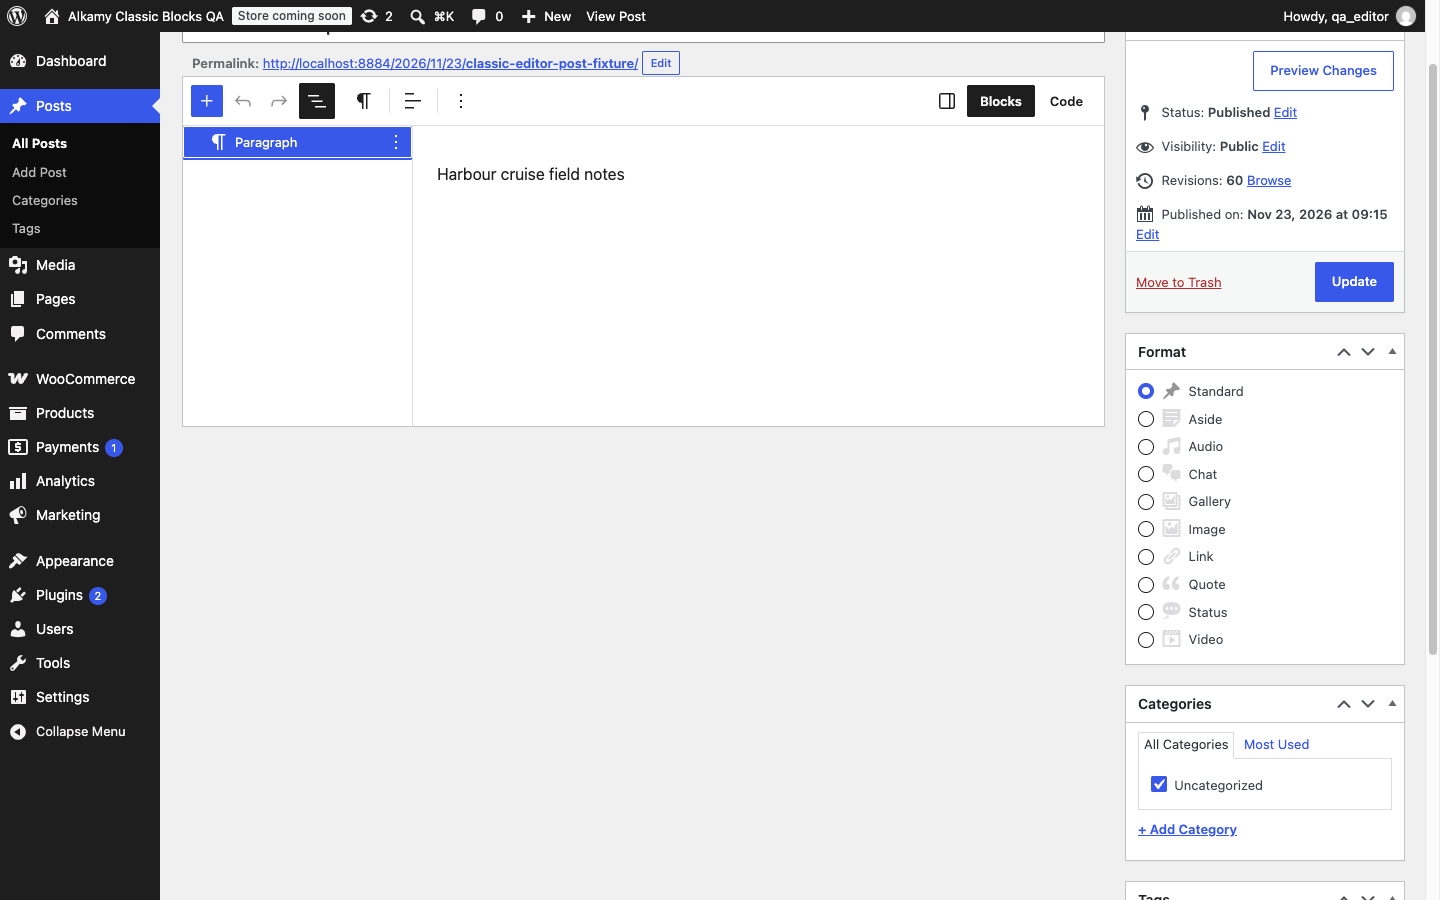 Alkamy Classic Blocks QA
Store coming soon
2
⌘K
0
New
View Post
Howdy, qa_editor
Dashboard
Posts
All Posts
Add Post
Categories
Tags
Media
Pages
Comments
WooCommerce
Products
Payments 1
Analytics
Marketing
Appearance
Plugins 2
Users
Tools
Settings
Collapse Menu
Permalink: http://localhost:8884/2026/11/23/classic-editor-post-fixture/ Edit
Blocks
Code
Paragraph
Harbour cruise field notes
Preview Changes
Status: Published Edit
Visibility: Public Edit
Revisions: 60 Browse
Published on: Nov 23, 2026 at 09:15
Edit
Move to Trash
Update
Format
Standard
Aside
Audio
Chat
Gallery
Image
Link
Quote
Status
Video
Categories
All Categories
Most Used
Uncategorized
+ Add Category
Tags